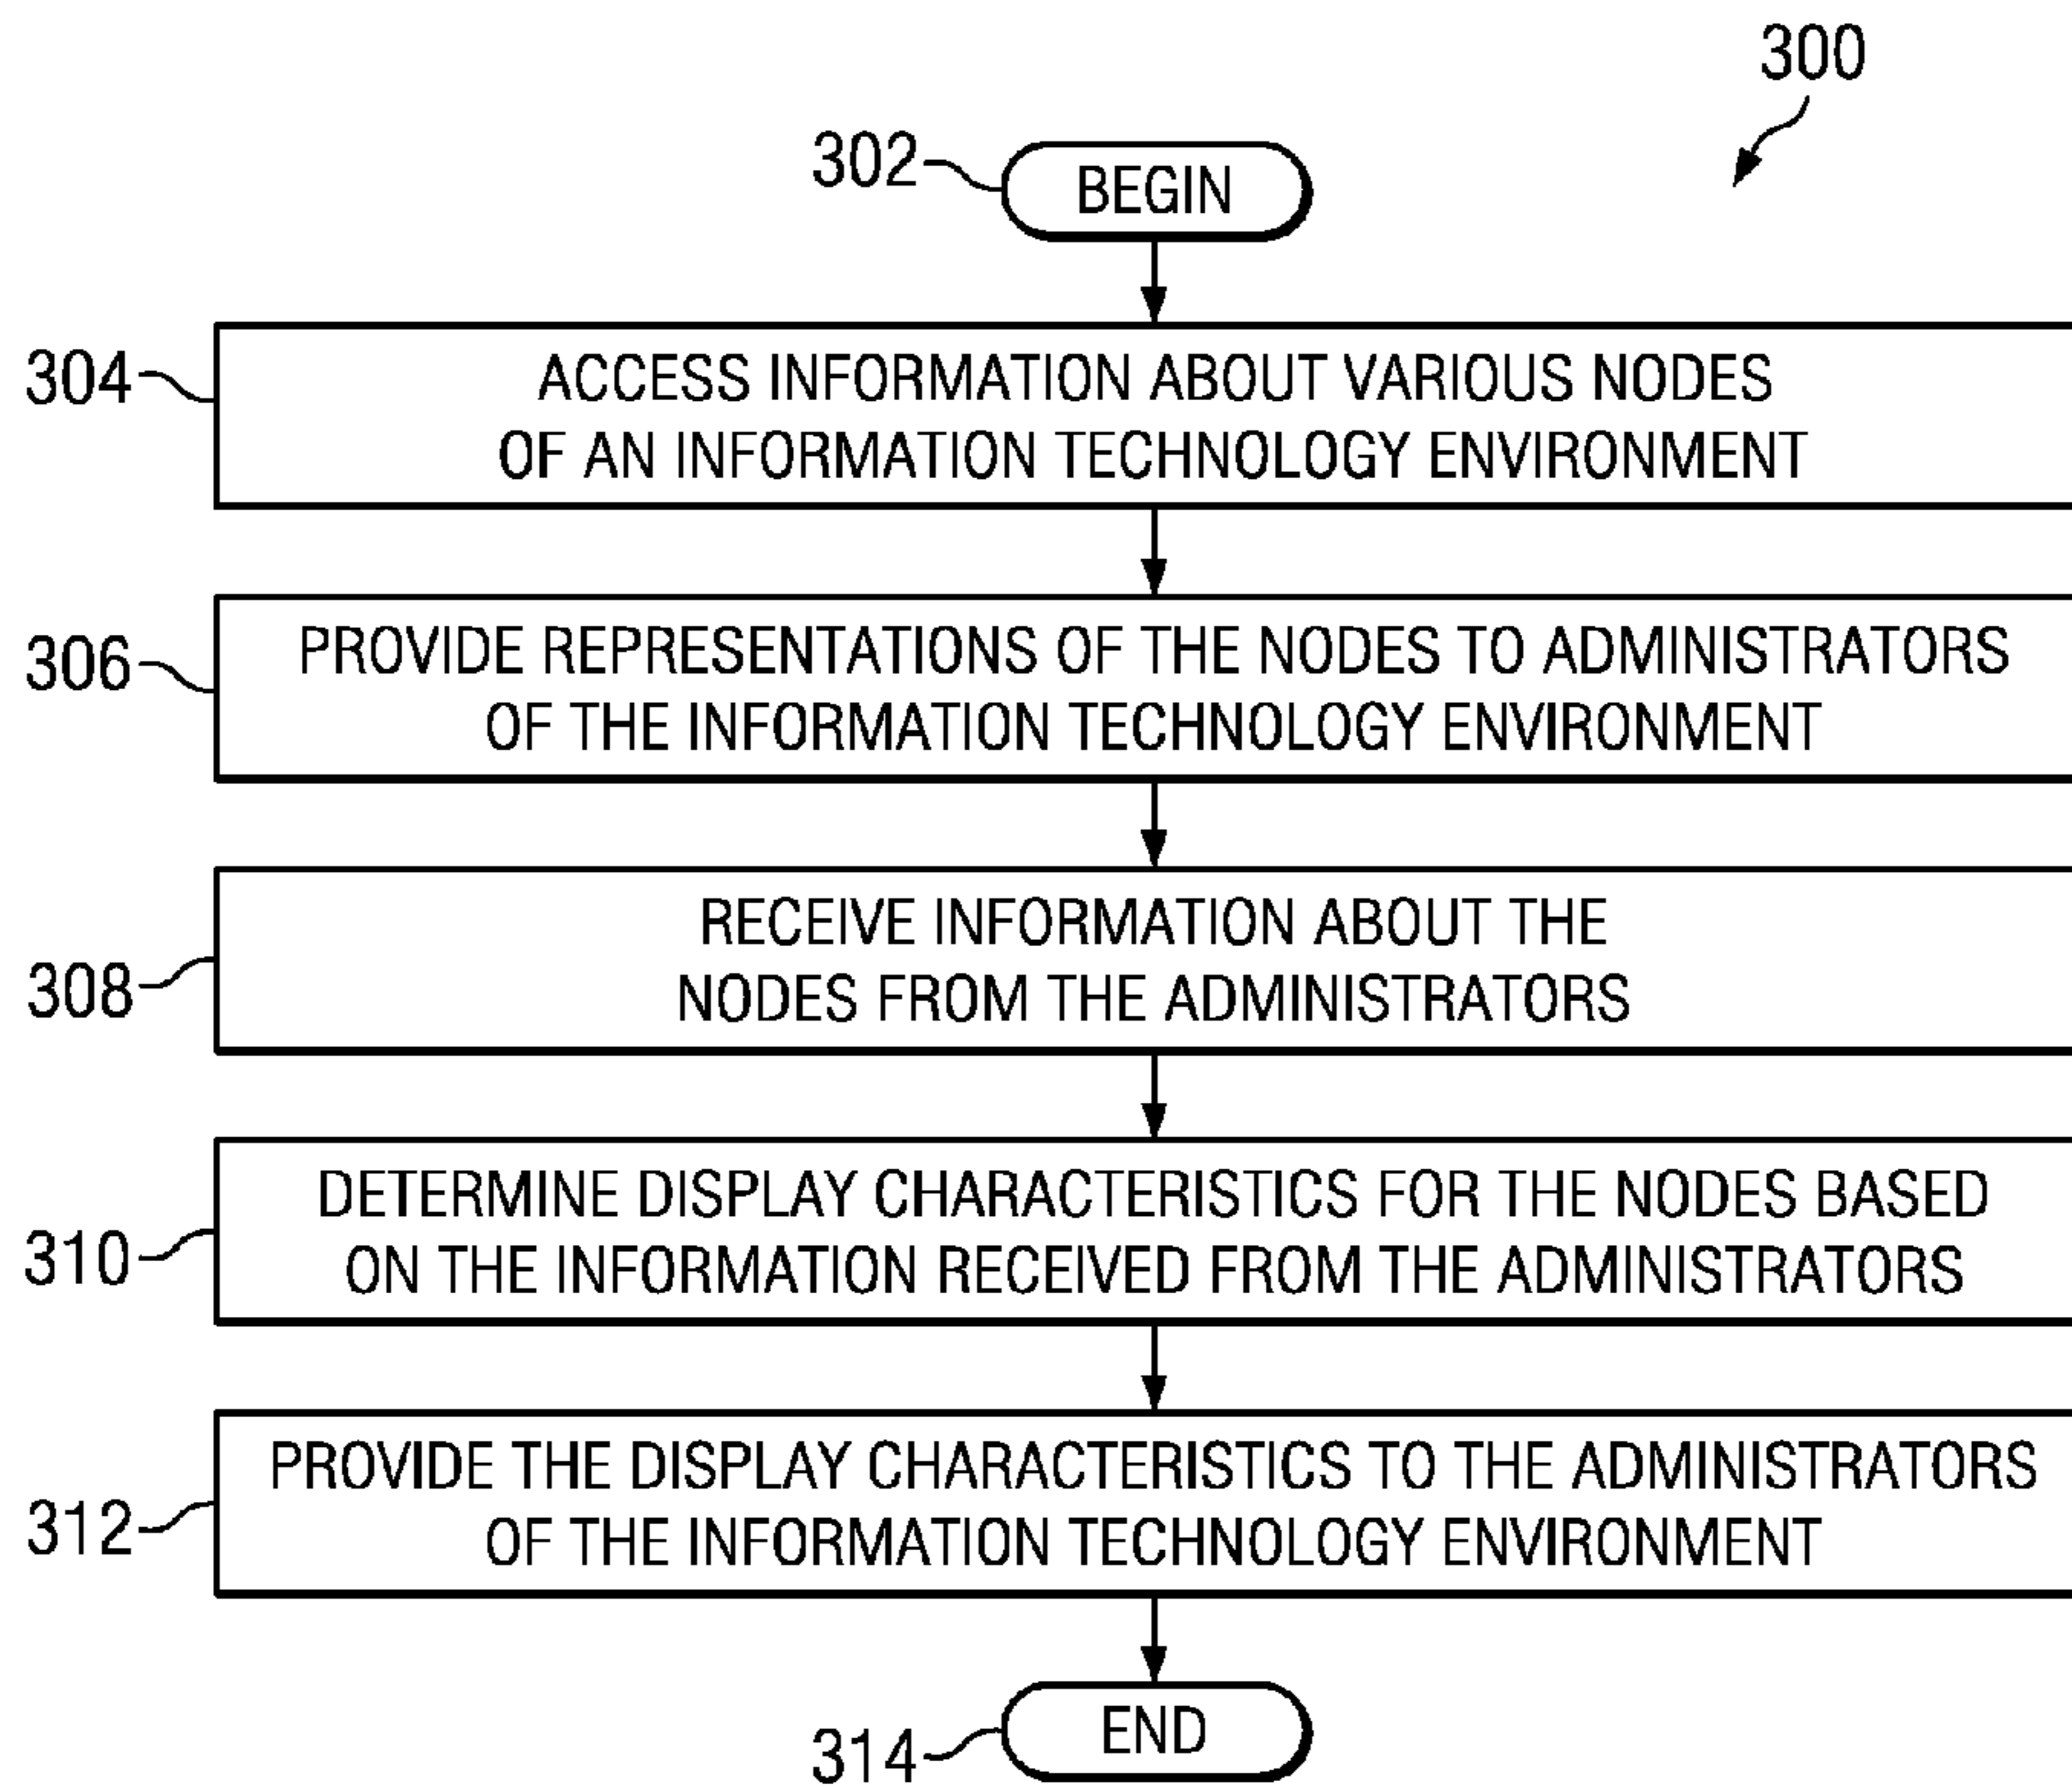 300
302
BEGIN
304
ACCESS INFORMATION ABOUT VARIOUS NODES
OF AN INFORMATION TECHNOLOGY ENVIRONMENT
306
PROVIDE REPRESENTATIONS OF THE NODES TO ADMINISTRATORS
OF THE INFORMATION TECHNOLOGY ENVIRONMENT
308
RECEIVE INFORMATION ABOUT THE
NODES FROM THE ADMINISTRATORS
310
DETERMINE DISPLAY CHARACTERISTICS FOR THE NODES BASED
ON THE INFORMATION RECEIVED FROM THE ADMINISTRATORS
312
PROVIDE THE DISPLAY CHARACTERISTICS TO THE ADMINISTRATORS
OF THE INFORMATION TECHNOLOGY ENVIRONMENT
314
END